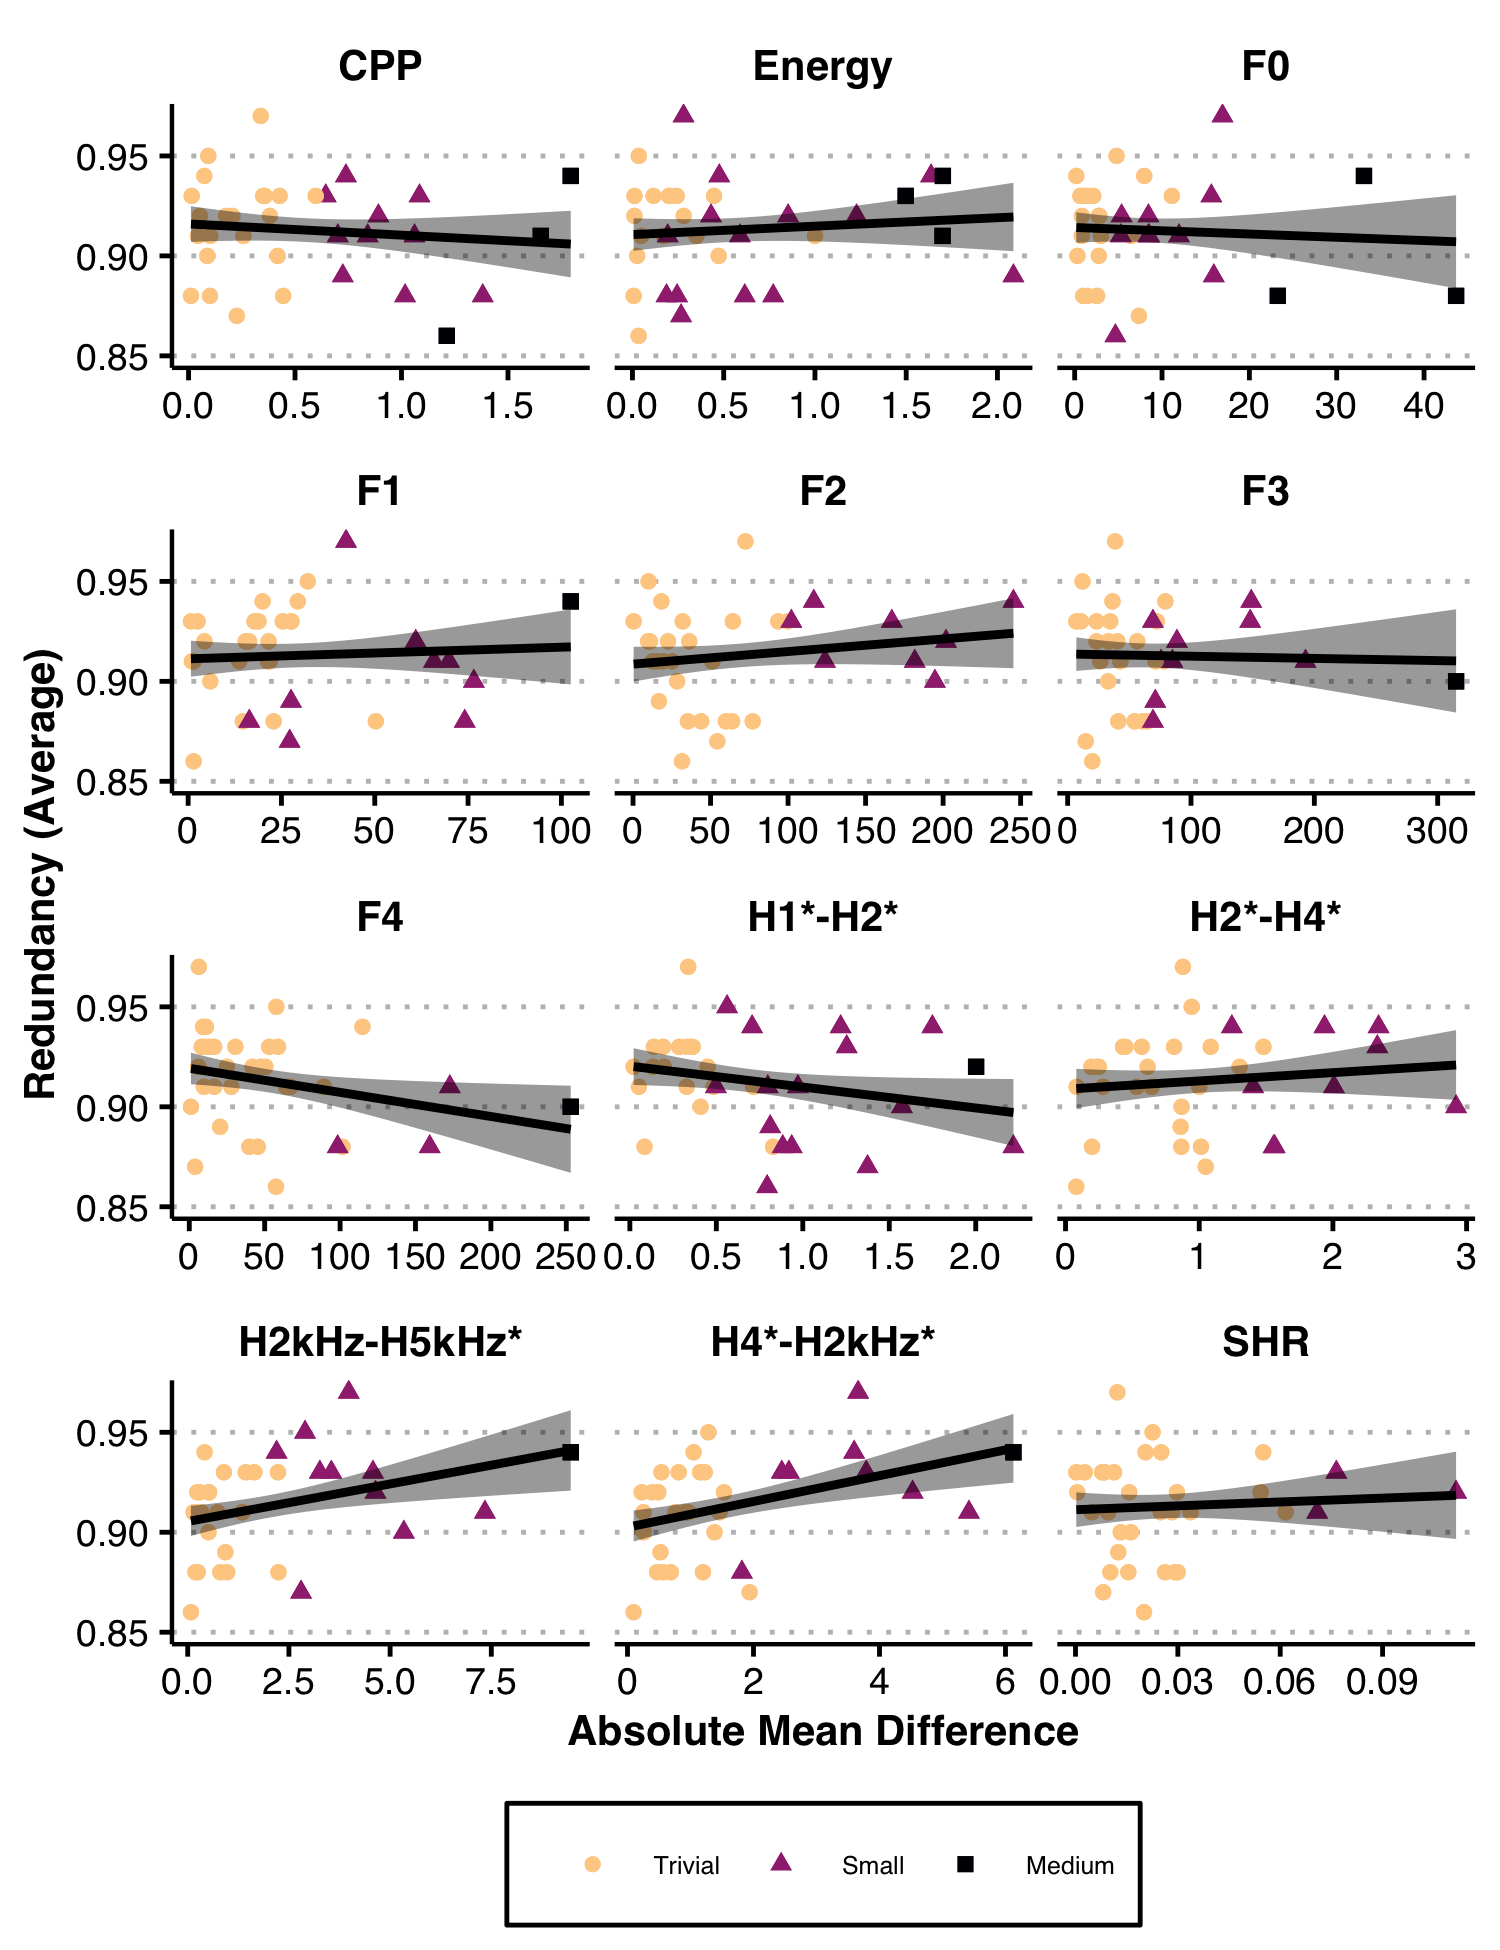 CPP Energy F0
0.95
0.90
0.85
0.0 0.5 1.0 1.5 0.0 0.5 1.0 1.5 2.0 0 10 20 30 40
F1 F2 F3
0.95
0.90
0.85
0 25 50 75 100 0 50 100 150 200 250 0 100 200 300
Redundancy (Average)
F4 H1*-H2* H2*-H4*
0.95
0.90
0.85
0 50 100 150 200 250 0.0 0.5 1.0 1.5 2.0 0 1 2 3
H2kHz-H5kHz* H4*-H2kHz* SHR
0.95
0.90
0.85
0.0 2.5 5.0 7.5 0 2 4 6 0.00 0.03 0.06 0.09
Absolute Mean Difference
Trivial Small Medium